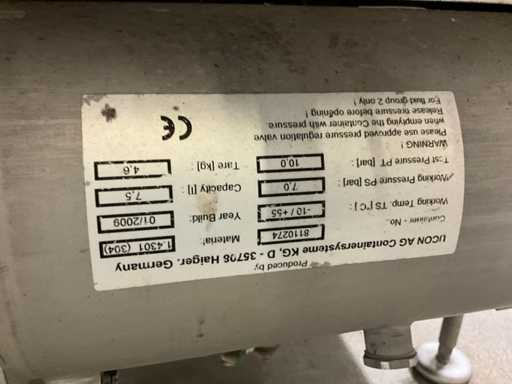 Produced by
UCON AG Containersysteme KG, D - 35708 Haiger. Germany
Container - No.: 8110274 Material: 1.4301 (304)
Working Temp. TS [°C]: -10 / +55 Year Build: 01/2009
Working Pressure PS [bar]: 7,0 Capacity [l]: 7,5
Test Pressure PT [bar]: 10,0 Tare [kg]: 4,6
WARNING !
Please use approved pressure regulation valve
when emptying the Container with pressure.
Release pressure before opening !
For fluid group 2 only !
CE